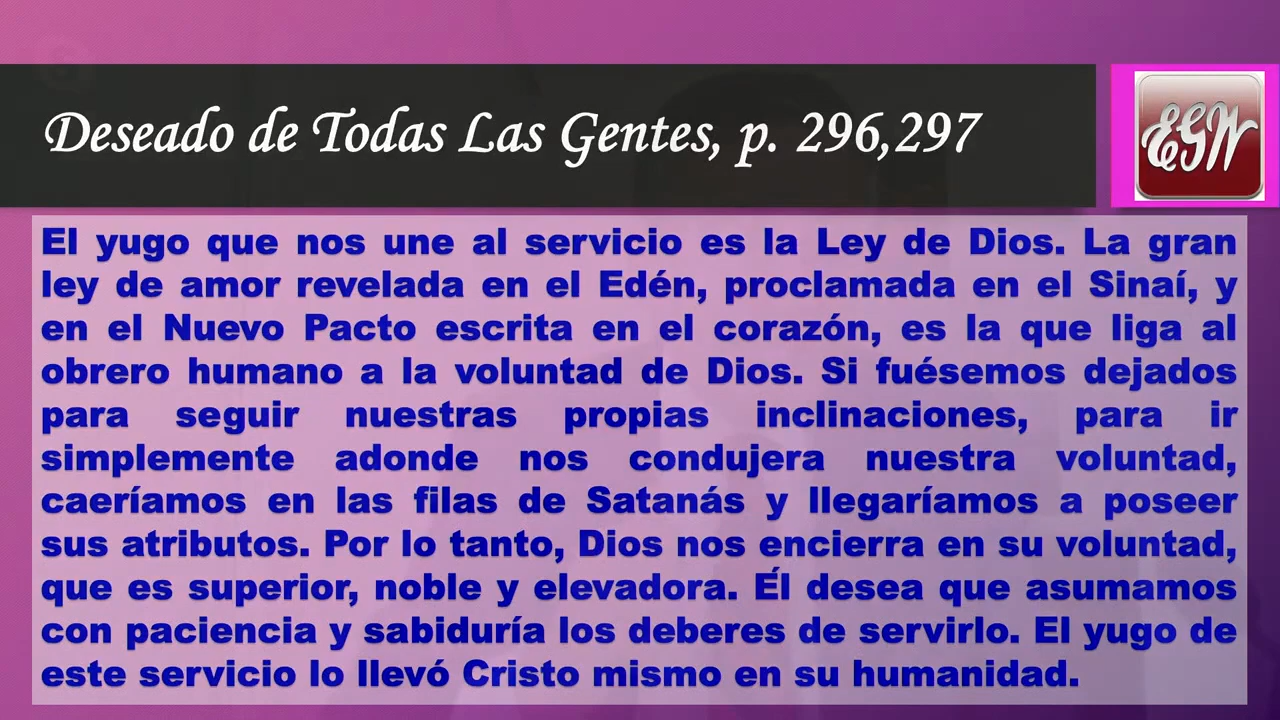 Deseado de Todas Las Gentes, p. 296,297
EGW
El yugo que nos une al servicio es la Ley de Dios. La gran
ley de amor revelada en el Edén, proclamada en el Sinaí, y
en el Nuevo Pacto escrita en el corazón, es la que liga al
obrero humano a la voluntad de Dios. Si fuésemos dejados
para seguir nuestras propias inclinaciones, para ir
simplemente adonde nos condujera nuestra voluntad,
caeríamos en las filas de Satanás y llegaríamos a poseer
sus atributos. Por lo tanto, Dios nos encierra en su voluntad,
que es superior, noble y elevadora. Él desea que asumamos
con paciencia y sabiduría los deberes de servirlo. El yugo de
este servicio lo llevó Cristo mismo en su humanidad.